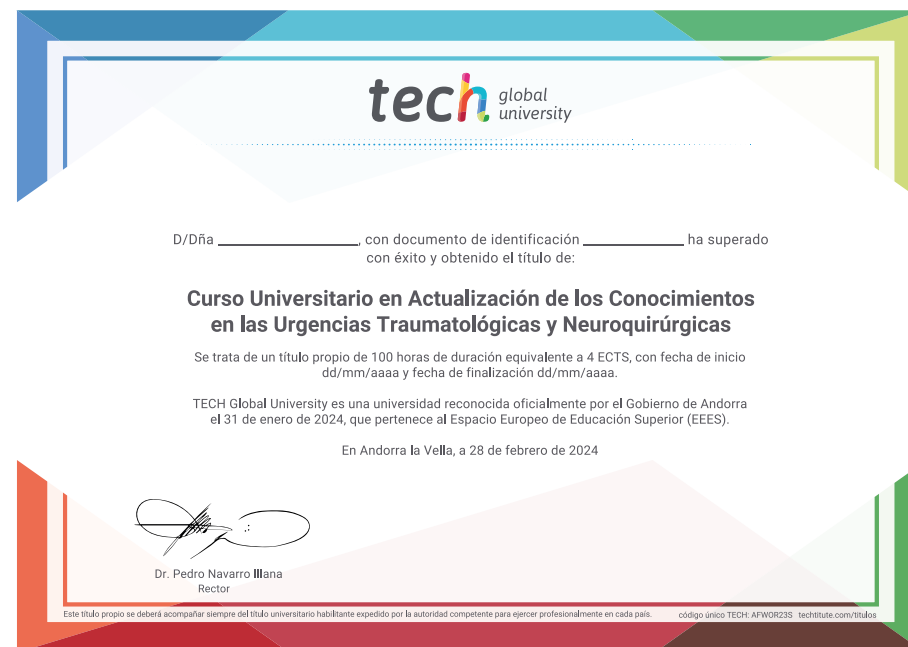 tech global university
D/Dña ____________________, con documento de identificación ______________ ha superado
con éxito y obtenido el título de:
Curso Universitario en Actualización de los Conocimientos
en las Urgencias Traumatológicas y Neuroquirúrgicas
Se trata de un título propio de 100 horas de duración equivalente a 4 ECTS, con fecha de inicio
dd/mm/aaaa y fecha de finalización dd/mm/aaaa.
TECH Global University es una universidad reconocida oficialmente por el Gobierno de Andorra
el 31 de enero de 2024, que pertenece al Espacio Europeo de Educación Superior (EEES).
En Andorra la Vella, a 28 de febrero de 2024
Dr. Pedro Navarro Illana
Rector
Este título propio se deberá acompañar siempre del título universitario habilitante expedido por la autoridad competente para ejercer profesionalmente en cada país. código único TECH: AFWOR23S techtitute.com/titulos